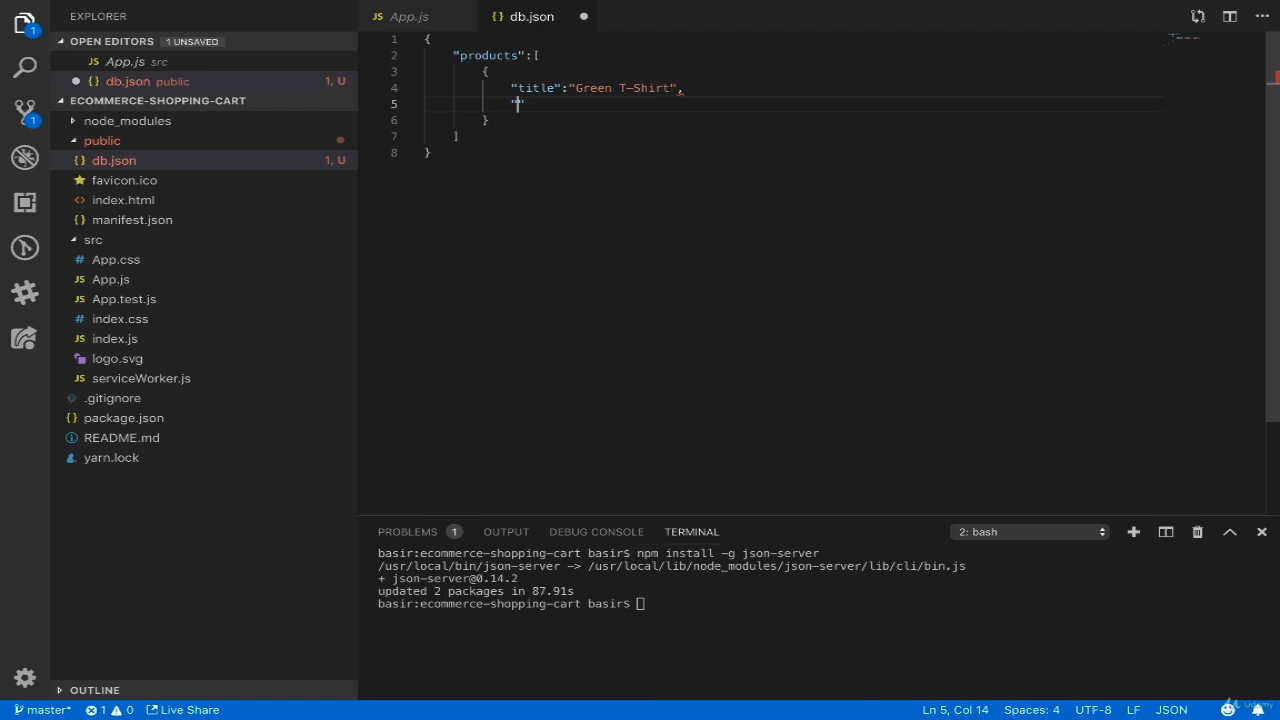 EXPLORER
App.js
{} db.json
OPEN EDITORS 1 UNSAVED
JS App.js src
{} db.json public 1, U
ECOMMERCE-SHOPPING-CART
node_modules
public
{} db.json 1, U
favicon.ico
<> index.html
{} manifest.json
src
# App.css
JS App.js
JS App.test.js
# index.css
JS index.js
logo.svg
JS serviceWorker.js
.gitignore
{} package.json
README.md
yarn.lock
OUTLINE
1 {
2 "products":[
3 {
4 "title":"Green T-Shirt",
5 ""
6 }
7 ]
8 }
PROBLEMS 1 OUTPUT DEBUG CONSOLE TERMINAL 2: bash
basir:ecommerce-shopping-cart basir$ npm install -g json-server
/usr/local/bin/json-server -> /usr/local/lib/node_modules/json-server/lib/cli/bin.js
+ json-server@0.14.2
updated 2 packages in 87.91s
basir:ecommerce-shopping-cart basir$
master* 1 0 Live Share Ln 5, Col 14 Spaces: 4 UTF-8 LF JSON
Udemy